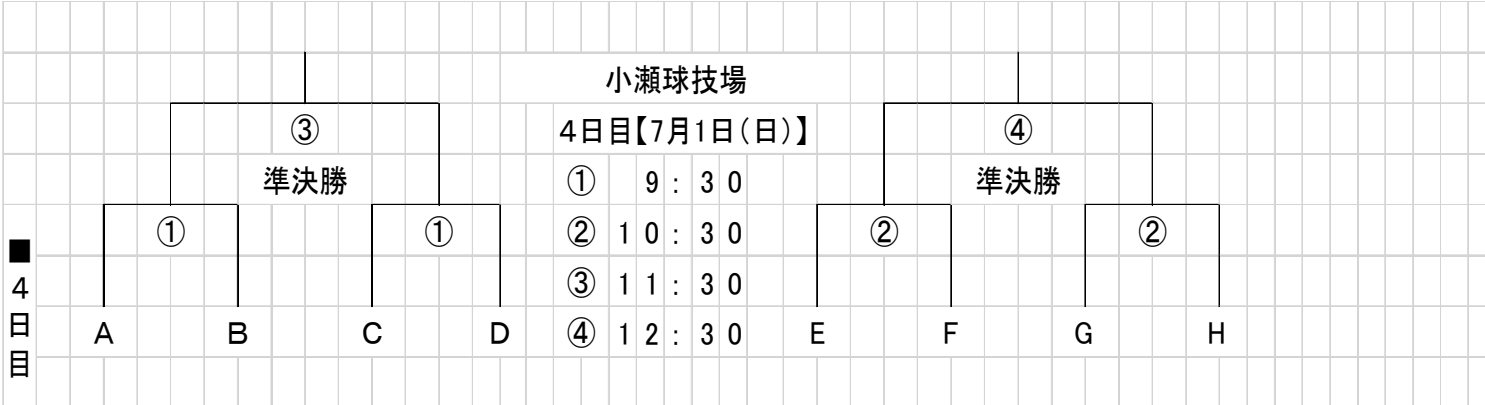 小瀬球技場
③
4日目【7月1日(日)】
④
準決勝
① 9:30
準決勝
①
①
② 10:30
②
②
③ 11:30
A
B
C
D
④ 12:30
E
F
G
H
■4日目